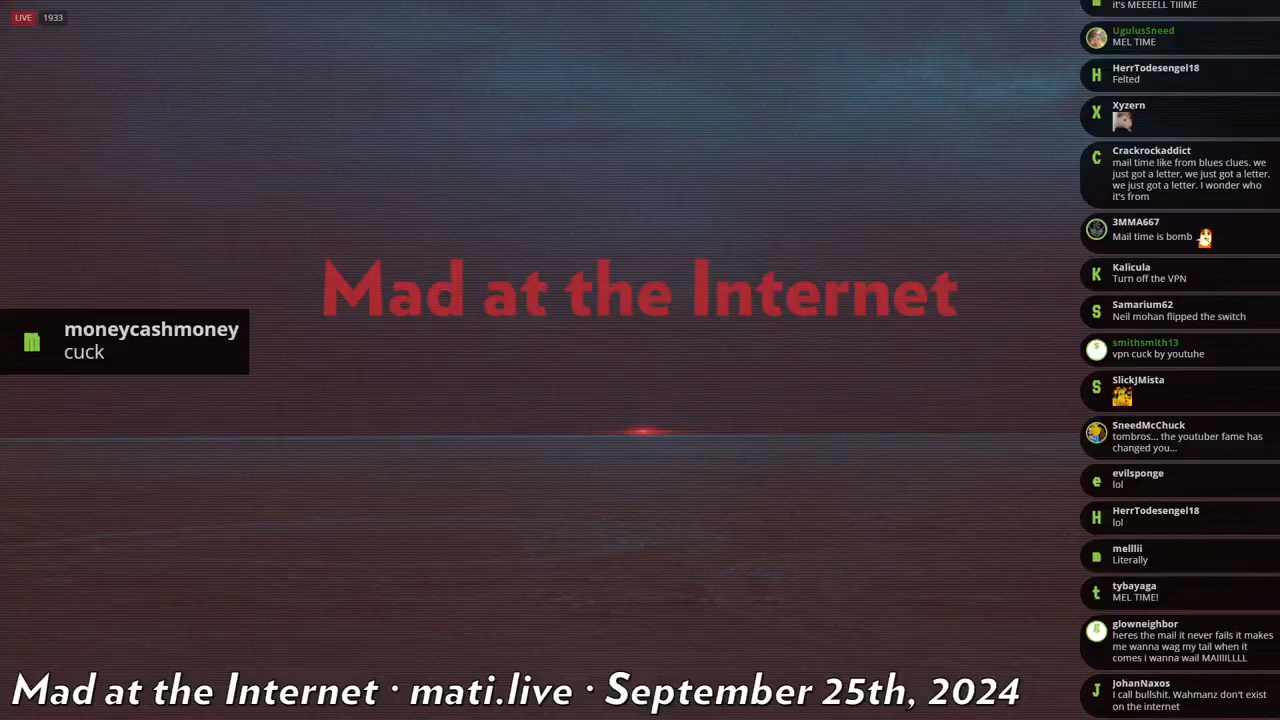 LIVE 1933
it's MEEEELL TIIIME
UgulusSneed
MEL TIME
HerrTodesengel18
Felted
Xyzern
Crackrockaddict
mail time like from blues clues. we
just got a letter, we just got a letter,
we just got a letter. I wonder who
it's from
3MMA667
Mail time is bomb
Kalicula
Turn off the VPN
Samarium62
Neil mohan flipped the switch
smithsmith13
vpn cuck by youtuhe
SlickJMista
SneedMcChuck
tombros... the youtuber fame has
changed you...
evilsponge
lol
HerrTodesengel18
lol
melllii
Literally
tybayaga
MEL TIME!
glowneighbor
heres the mail it never fails it makes
me wanna wag my tail when it
comes i wanna wail MAIIIILLLL
JohanNaxos
I call bullshit. Wahmanz don't exist
on the internet
Mad at the Internet
moneycashmoney
cuck
Mad at the Internet · mati.live · September 25th, 2024